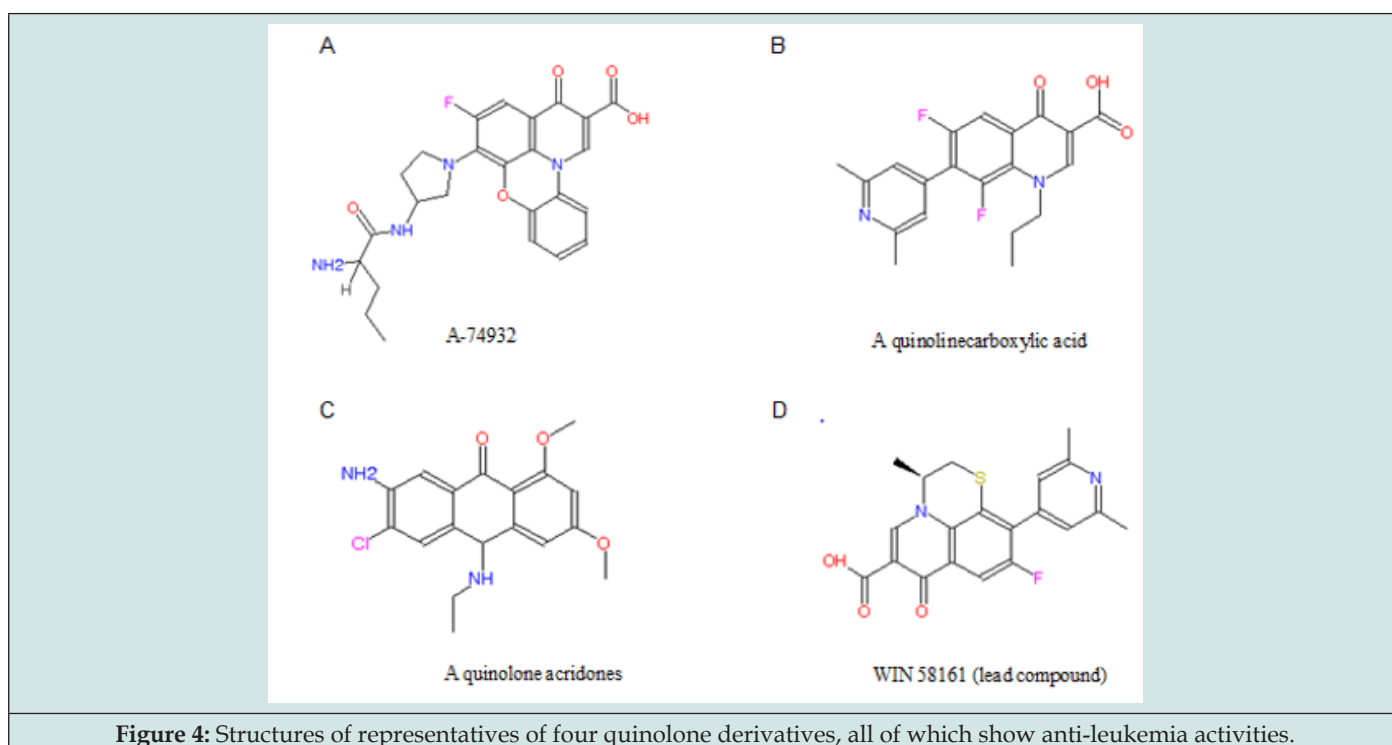 A
B
O
O
F
OH
N
N
O
O
NH
NH2
H
A-74932
O
OH
F
O
N
F
N
A quinolinecarboxylic acid
C
D
O
O
NH2
Cl
O
NH
A quinolone acridones
S
N
N
OH
O
O
F
WIN 58161 (lead compound)
Figure 4: Structures of representatives of four quinolone derivatives, all of which show anti-leukemia activities.